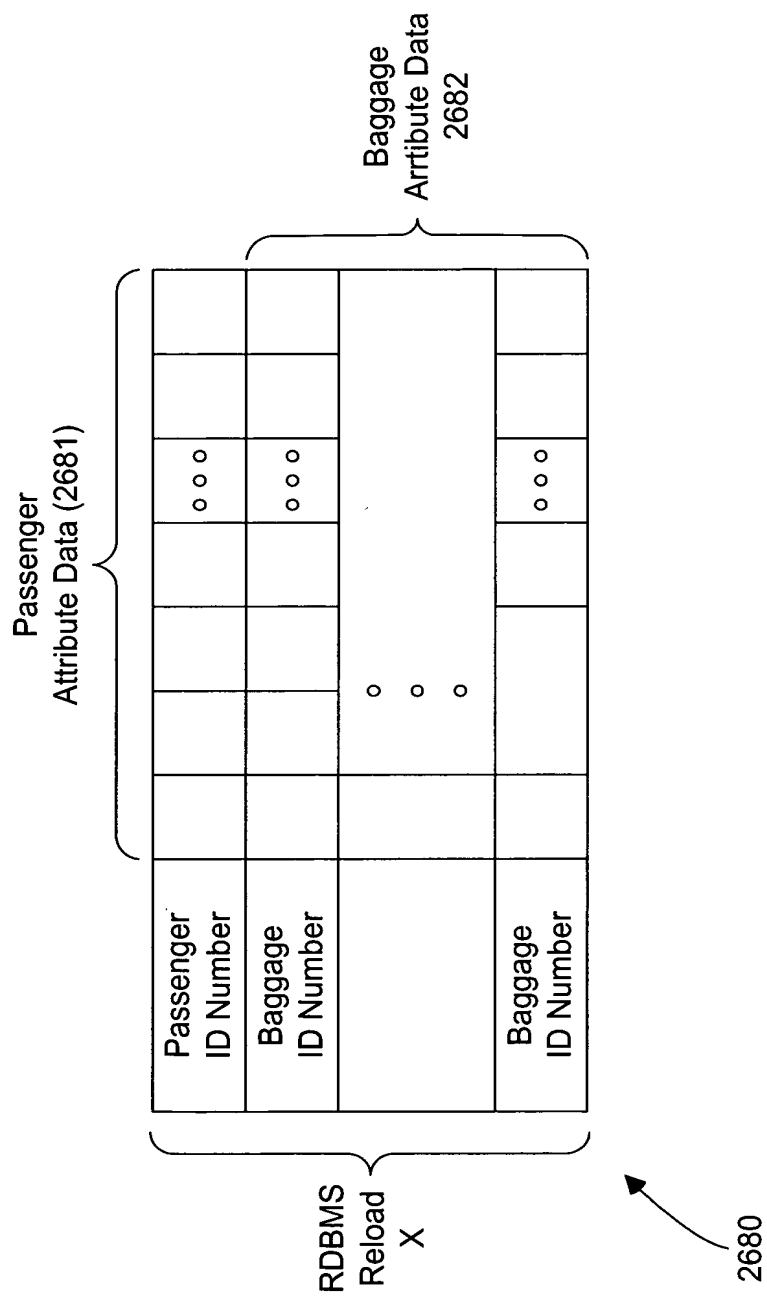 Passenger
Attribute Data (2681)
Passenger
ID Number
Baggage
ID Number
Baggage
ID Number
RDBMS
Reload
X
Baggage
Arrtibute Data
2682
2680